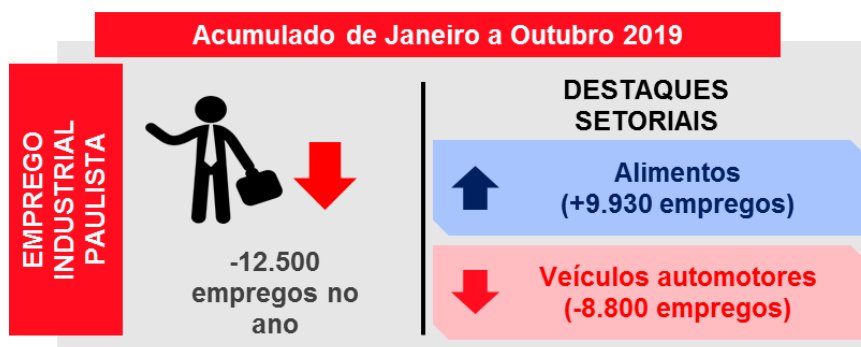 Acumulado de Janeiro a Outubro 2019
EMPREGO
INDUSTRIAL
PAULISTA
-12.500
empregos no
ano
DESTAQUES
SETORIAIS
Alimentos
(+9.930 empregos)
Veículos automotores
(-8.800 empregos)